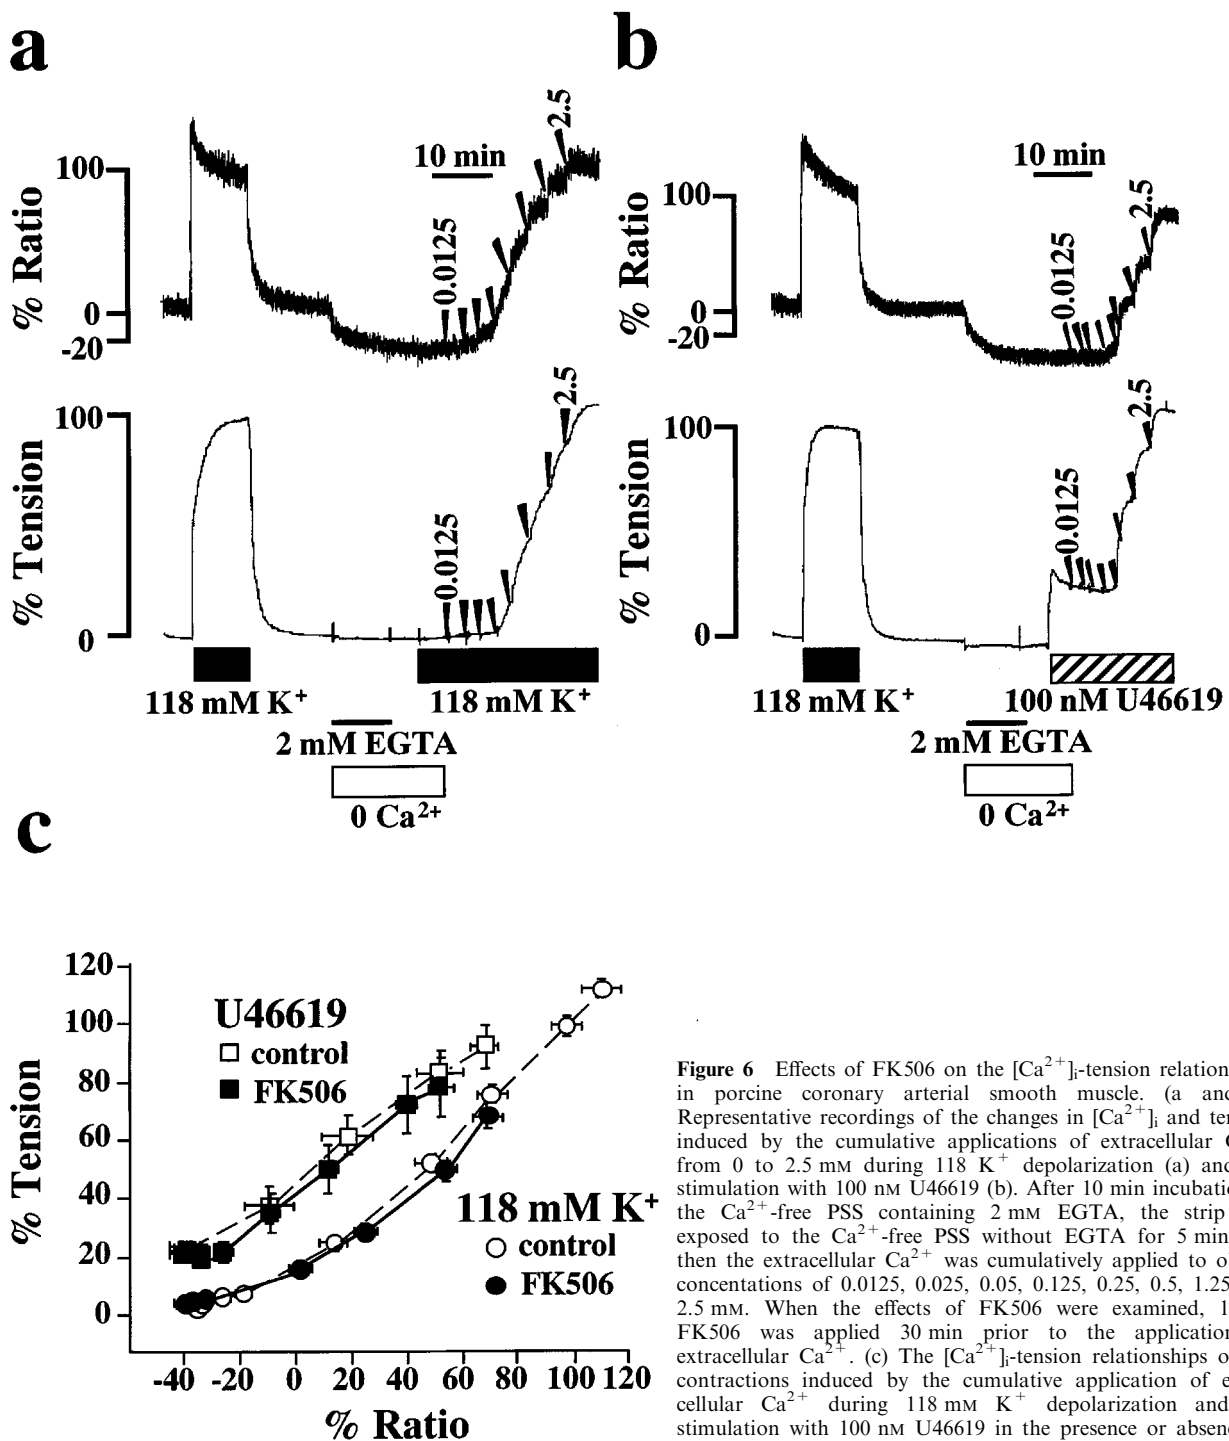 a
b
% Ratio
100
0
-20
10 min
0.0125
2.5
% Tension
100
0
0.0125
2.5
118 mM K⁺
118 mM K⁺
2 mM EGTA
0 Ca²⁺
% Ratio
100
0
-20
10 min
0.0125
2.5
% Tension
100
0
0.0125
2.5
118 mM K⁺
100 nM U46619
2 mM EGTA
0 Ca²⁺
c
% Tension
120
100
80
60
40
20
0
U46619
control
FK506
118 mM K⁺
control
FK506
-40 -20 0 20 40 60 80 100 120
% Ratio
Figure 6 Effects of FK506 on the [Ca²⁺]ᵢ-tension relation
in porcine coronary arterial smooth muscle. (a and
Representative recordings of the changes in [Ca²⁺]ᵢ and ten
induced by the cumulative applications of extracellular
from 0 to 2.5 mM during 118 K⁺ depolarization (a) and
stimulation with 100 nM U46619 (b). After 10 min incubati
the Ca²⁺-free PSS containing 2 mM EGTA, the strip
exposed to the Ca²⁺-free PSS without EGTA for 5 min
then the extracellular Ca²⁺ was cumulatively applied to o
concentations of 0.0125, 0.025, 0.05, 0.125, 0.25, 0.5, 1.25
2.5 mM. When the effects of FK506 were examined, 1
FK506 was applied 30 min prior to the application
extracellular Ca²⁺. (c) The [Ca²⁺]ᵢ-tension relationships o
contractions induced by the cumulative application of e
cellular Ca²⁺ during 118 mM K⁺ depolarization and
stimulation with 100 nM U46619 in the presence or absen